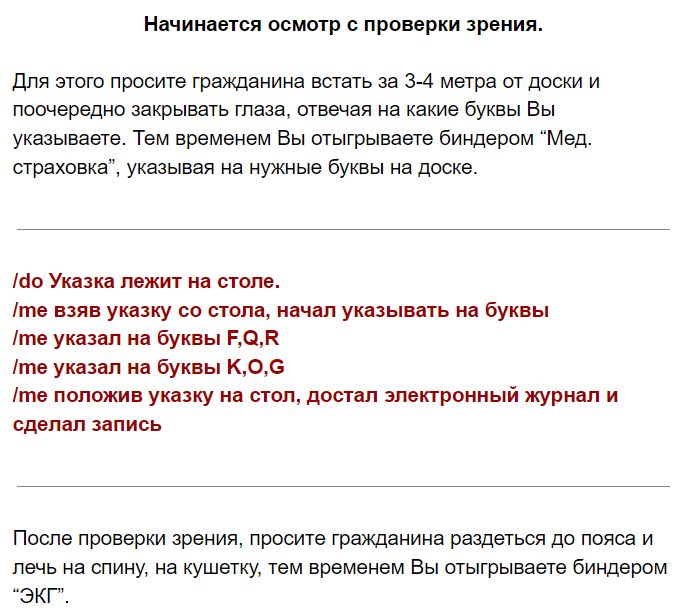 Начинается осмотр с проверки зрения.
Для этого просите гражданина встать за 3-4 метра от доски и
поочередно закрывать глаза, отвечая на какие буквы Вы
указываете. Тем временем Вы отыгрываете биндером “Мед.
страховка”, указывая на нужные буквы на доске.
/do Указка лежит на столе.
/me взяв указку со стола, начал указывать на буквы
/me указал на буквы F,Q,R
/me указал на буквы K,O,G
/me положив указку на стол, достал электронный журнал и
сделал запись
После проверки зрения, просите гражданина раздеться до пояса и
лечь на спину, на кушетку, тем временем Вы отыгрываете биндером
“ЭКГ”.